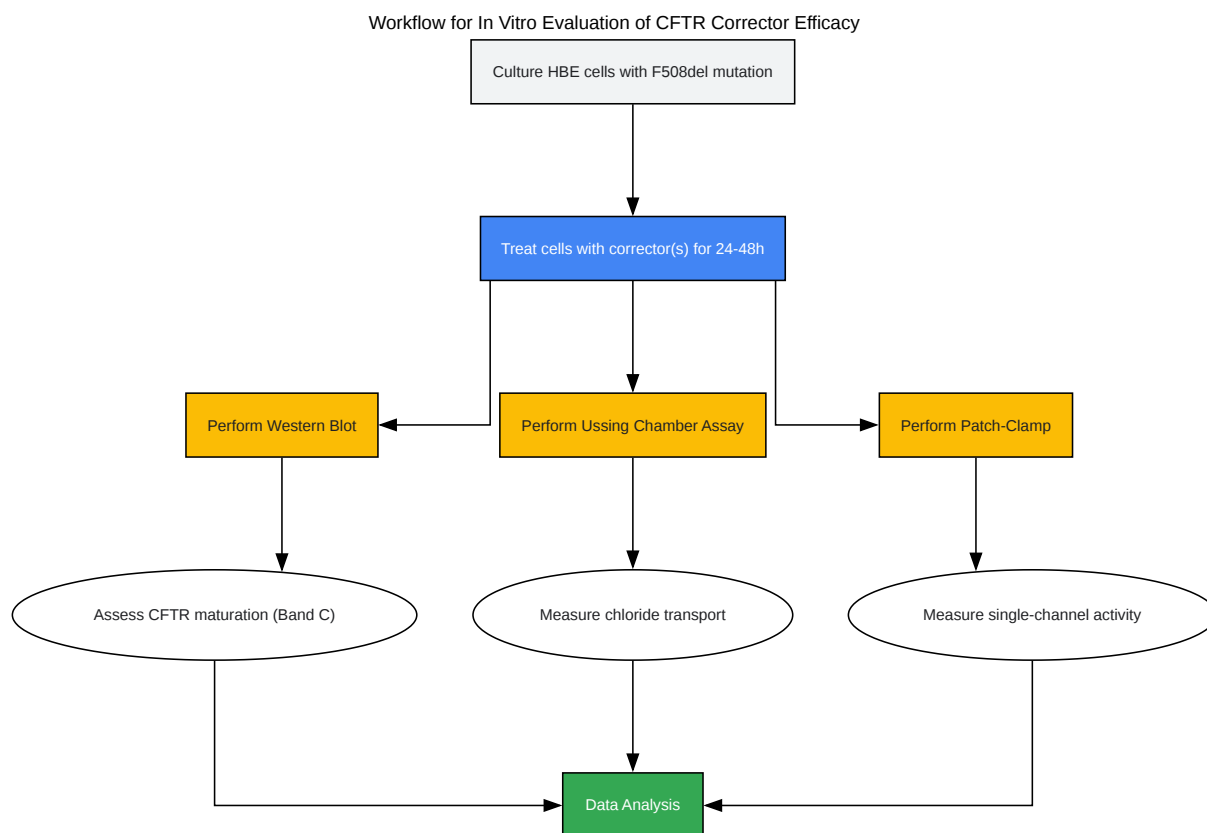 Workflow for In Vitro Evaluation of CFTR Corrector Efficacy
Culture HBE cells with F508del mutation
Treat cells with corrector(s) for 24-48h
Perform Western Blot
Perform Ussing Chamber Assay
Perform Patch-Clamp
Assess CFTR maturation (Band C)
Measure chloride transport
Measure single-channel activity
Data Analysis